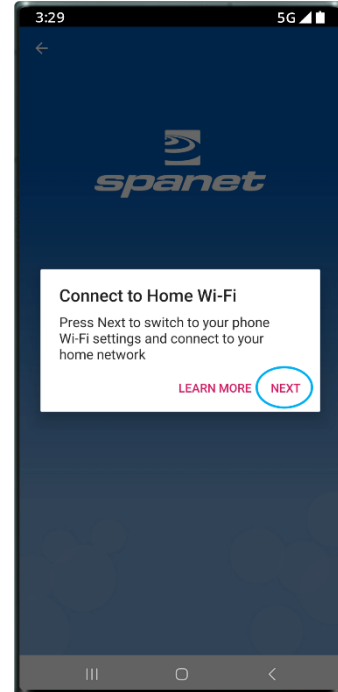 3:29 5G
spanet
Connect to Home Wi-Fi
Press Next to switch to your phone
Wi-Fi settings and connect to your
home network
LEARN MORE NEXT